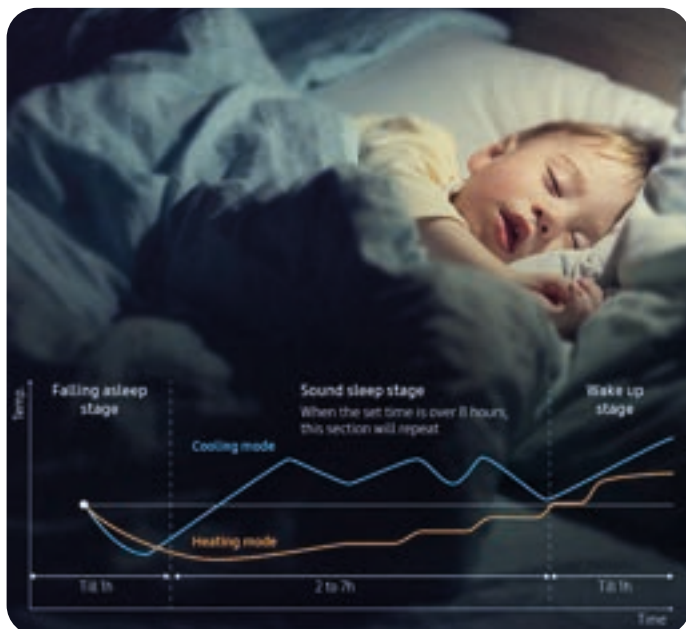 Temp.
Falling asleep
stage
Sound sleep stage
When the set time is over 8 hours,
this section will repeat
Wake up
stage
Cooling mode
Heating mode
Till 1h
2 to 7h
Till 1h
Time